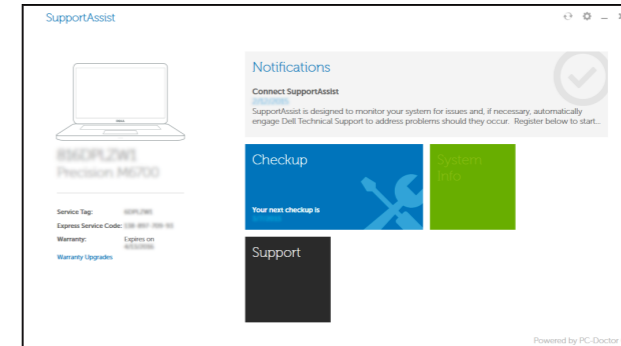 SupportAssist
Notifications
Connect SupportAssist
SupportAssist is designed to monitor your system for issues and, if necessary, automatically
engage Dell Technical Support to address problems should they occur. Register below to start...
Checkup
System
Info
Your next checkup is
Precision M6700
Service Tag:
Express Service Code:
Warranty: Expires on
Warranty Upgrades
Support
Powered by PC-Doctor